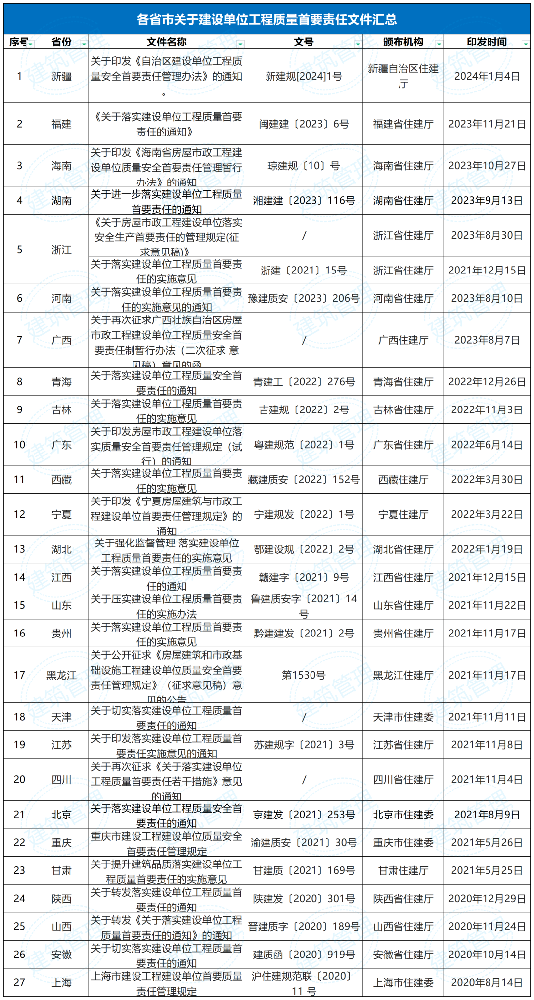 各省市关于建设单位工程质量首要责任文件汇总
序号 省份 文件名称 文号 颁布机构 印发时间
1 新疆 关于印发《自治区建设单位工程质
量安全首要责任管理办法》的通知
。 新建规[2024]1号 新疆自治区住建
厅 2024年1月4日
2 福建 《关于落实建设单位工程质量首要
责任的通知》 闽建建〔2023〕6号 福建省住建厅 2023年11月21日
3 海南 关于印发《海南省房屋市政工程建
设单位质量安全首要责任管理暂行
办法》的通知 琼建规〔10〕号 海南省住建厅 2023年10月27日
4 湖南 关于进一步落实建设单位工程质量
首要责任的通知 湘建建〔2023〕116号 湖南省住建厅 2023年9月13日
5 浙江 《关于房屋市政工程建设单位落实
安全生产首要责任的管理规定(征
求意见稿)》 / 浙江省住建厅 2023年8月30日
关于落实建设单位工程质量首要责
任的实施意见 浙建〔2021〕15号 浙江省住建厅 2021年12月15日
6 河南 关于落实建设单位工程质量首要责
任的实施意见的通知 豫建质安〔2023〕206号 河南省住建厅 2023年8月10日
7 广西 关于再次征求广西壮族自治区房屋
市政工程建设单位工程质量安全首
要责任制暂行办法（二次征求 意
见稿）意见的函 / 广西住建厅 2023年8月7日
8 青海 关于落实建设单位工程质量安全首
要责任的通知 青建工〔2022〕276号 青海省住建厅 2022年12月26日
9 吉林 关于落实建设单位工程质量首要责
任的实施意见 吉建规〔2022〕2号 吉林省住建厅 2022年11月3日
10 广东 关于印发房屋市政工程建设单位落
实质量安全首要责任管理规定（试
行）的通知 粤建规范〔2022〕1号 广东省住建厅 2022年6月14日
11 西藏 关于落实建设单位工程质量首要责
任的实施意见 藏建质安〔2022〕152号 西藏住建厅 2022年3月30日
12 宁夏 关于印发《宁夏房屋建筑与市政工
程建设单位首要责任管理规定》的
通知 宁建规发〔2022〕1号 宁夏住建厅 2022年3月22日
13 湖北 关于强化监督管理 落实建设单位
工程质量首要责任的实施意见 鄂建设规〔2022〕2号 湖北省住建厅 2022年1月19日
14 江西 关于落实建设单位工程质量首要责
任的通知 赣建字〔2021〕9号 江西省住建厅 2021年12月15日
15 山东 关于压实建设单位工程质量首要责
任的实施办法 鲁建质安字〔2021〕14
号 山东省住建厅 2021年11月22日
16 贵州 关于落实建设单位工程质量首要责
任的实施意见 黔建建发〔2021〕2号 贵州省住建厅 2021年11月17日
17 黑龙江 关于公开征求《房屋建筑和市政基
础设施工程建设单位质量安全首要
责任管理规定》（征求意见稿）意
见的公告 第1530号 黑龙江住建厅 2021年11月17日
18 天津 关于切实落实建设单位工程质量首
要责任的通知 / 天津市住建委 2021年11月11日
19 江苏 关于印发落实建设单位工程质量首
要责任实施意见的通知 苏建规字〔2021〕3号 江苏省住建厅 2021年11月8日
20 四川 关于再次征求《关于落实建设单位
工程质量首要责任若干措施》意见
的通知 / 四川省住建厅 2021年11月4日
21 北京 关于落实建设单位工程质量安全首
要责任的通知 京建发〔2021〕253号 北京市住建委 2021年8月9日
22 重庆 重庆市建设工程建设单位质量安全
首要责任管理规定 渝建质安〔2021〕30号 重庆市住建委 2021年5月26日
23 甘肃 关于提升建筑品质落实建设单位工
程质量首要责任的实施意见 甘建质〔2021〕169号 甘肃住建厅 2021年5月25日
24 陕西 关于转发落实建设单位工程质量首
要责任的通知 陕建发〔2020〕301号 陕西省住建厅 2020年12月29日
25 山西 关于转发《关于落实建设单位工程
质量首要责任的通知》的通知 晋建质字〔2020〕189号 山西省住建厅 2020年11月24日
26 安徽 关于切实落实建设单位工程质量首
要责任的通知 建质函〔2020〕919号 安徽省住建厅 2020年10月14日
27 上海 上海市建设工程建设单位首要质量
责任管理规定 沪住建规范联〔2020〕
11 号 上海市住建委 2020年8月14日